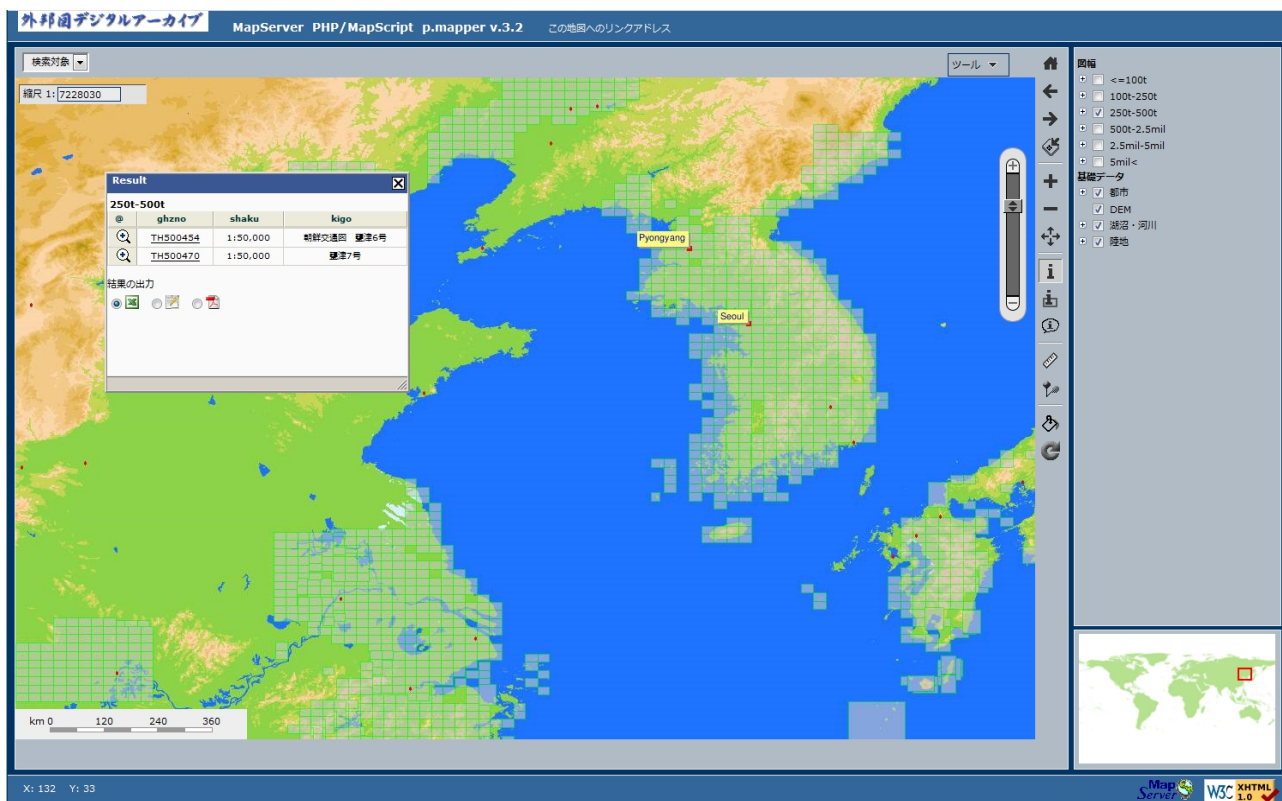 外邦図デジタルアーカイブ MapServer PHP/MapScript p.mapper v.3.2 この地図へのリンクアドレス
検索対象
ツール
縮尺 1: 7228030
Result
250t-500t
@ ghzno shaku kigo
TH500454 1:50,000 朝鮮交通図 甕津6号
TH500470 1:50,000 甕津7号
結果の出力
Pyongyang
Seoul
km 0 120 240 360
図幅
<=100t
100t-250t
250t-500t
500t-2.5mil
2.5mil-5mil
5mil<
基礎データ
都市
DEM
湖沼・河川
陸地
X: 132 Y: 33
Map Server
W3C XHTML 1.0